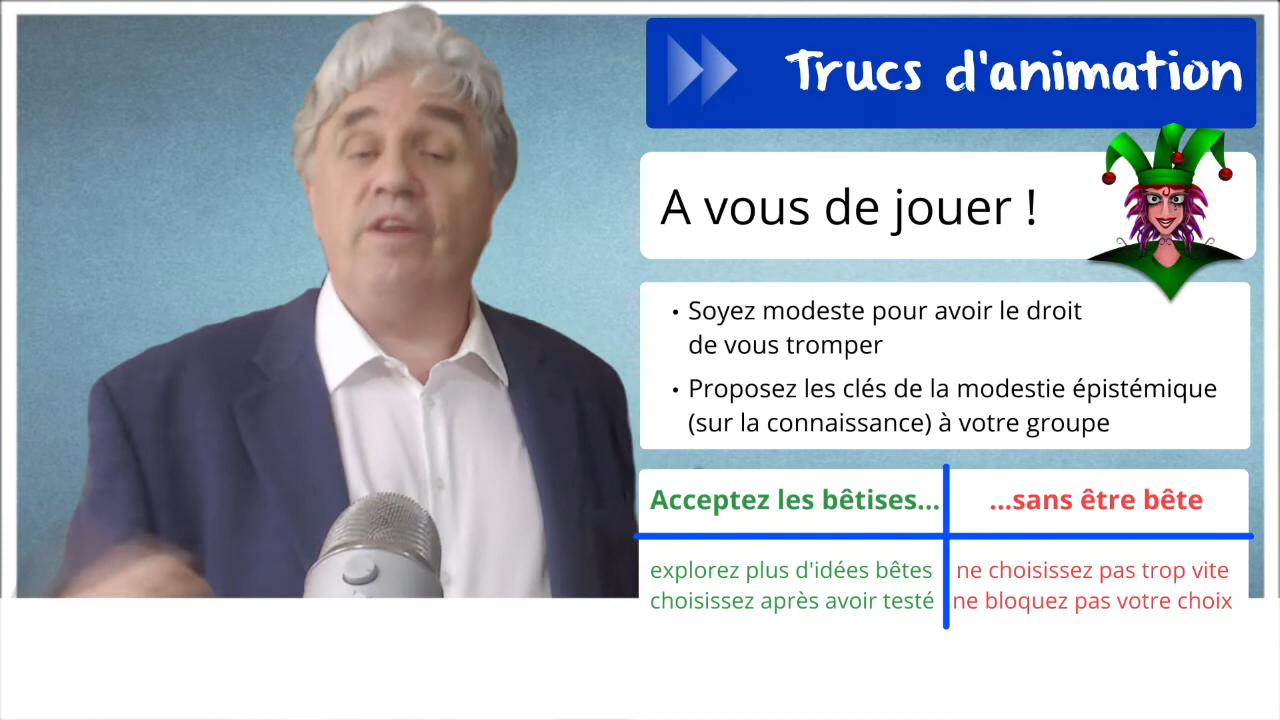 Trucs d'animation
A vous de jouer !
• Soyez modeste pour avoir le droit
de vous tromper
• Proposez les clés de la modestie épistémique
(sur la connaissance) à votre groupe
Acceptez les bêtises...
...sans être bête
explorez plus d'idées bêtes
choisissez après avoir testé
ne choisissez pas trop vite
ne bloquez pas votre choix